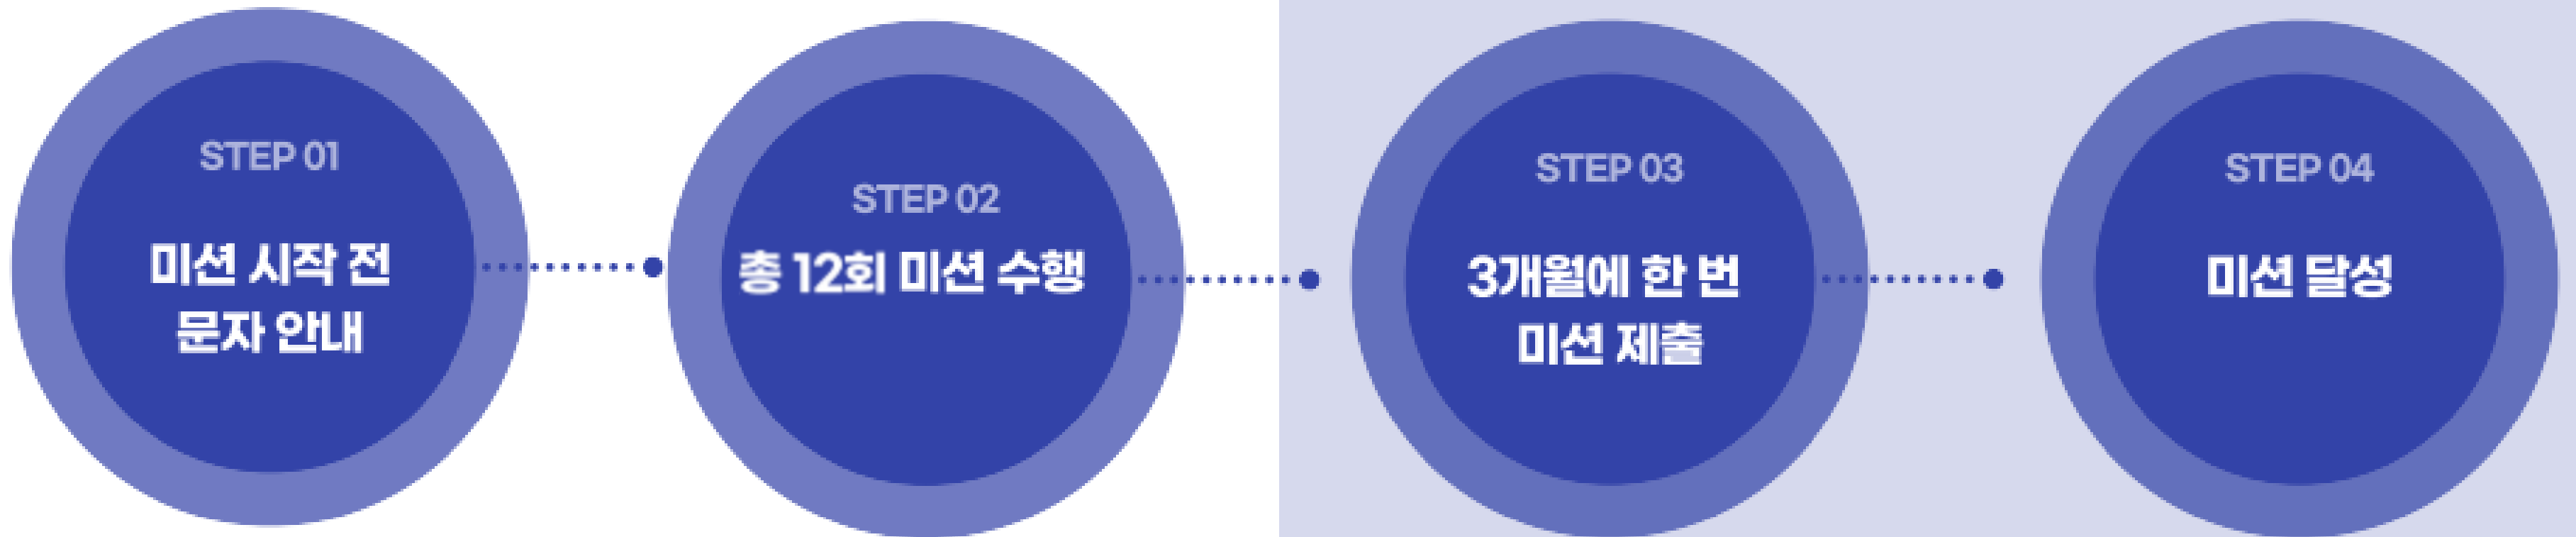 STEP 01
미션 시작 전
문자 안내
STEP 02
총 12회 미션 수행
STEP 03
3개월에 한 번
미션 제출
STEP 04
미션 달성